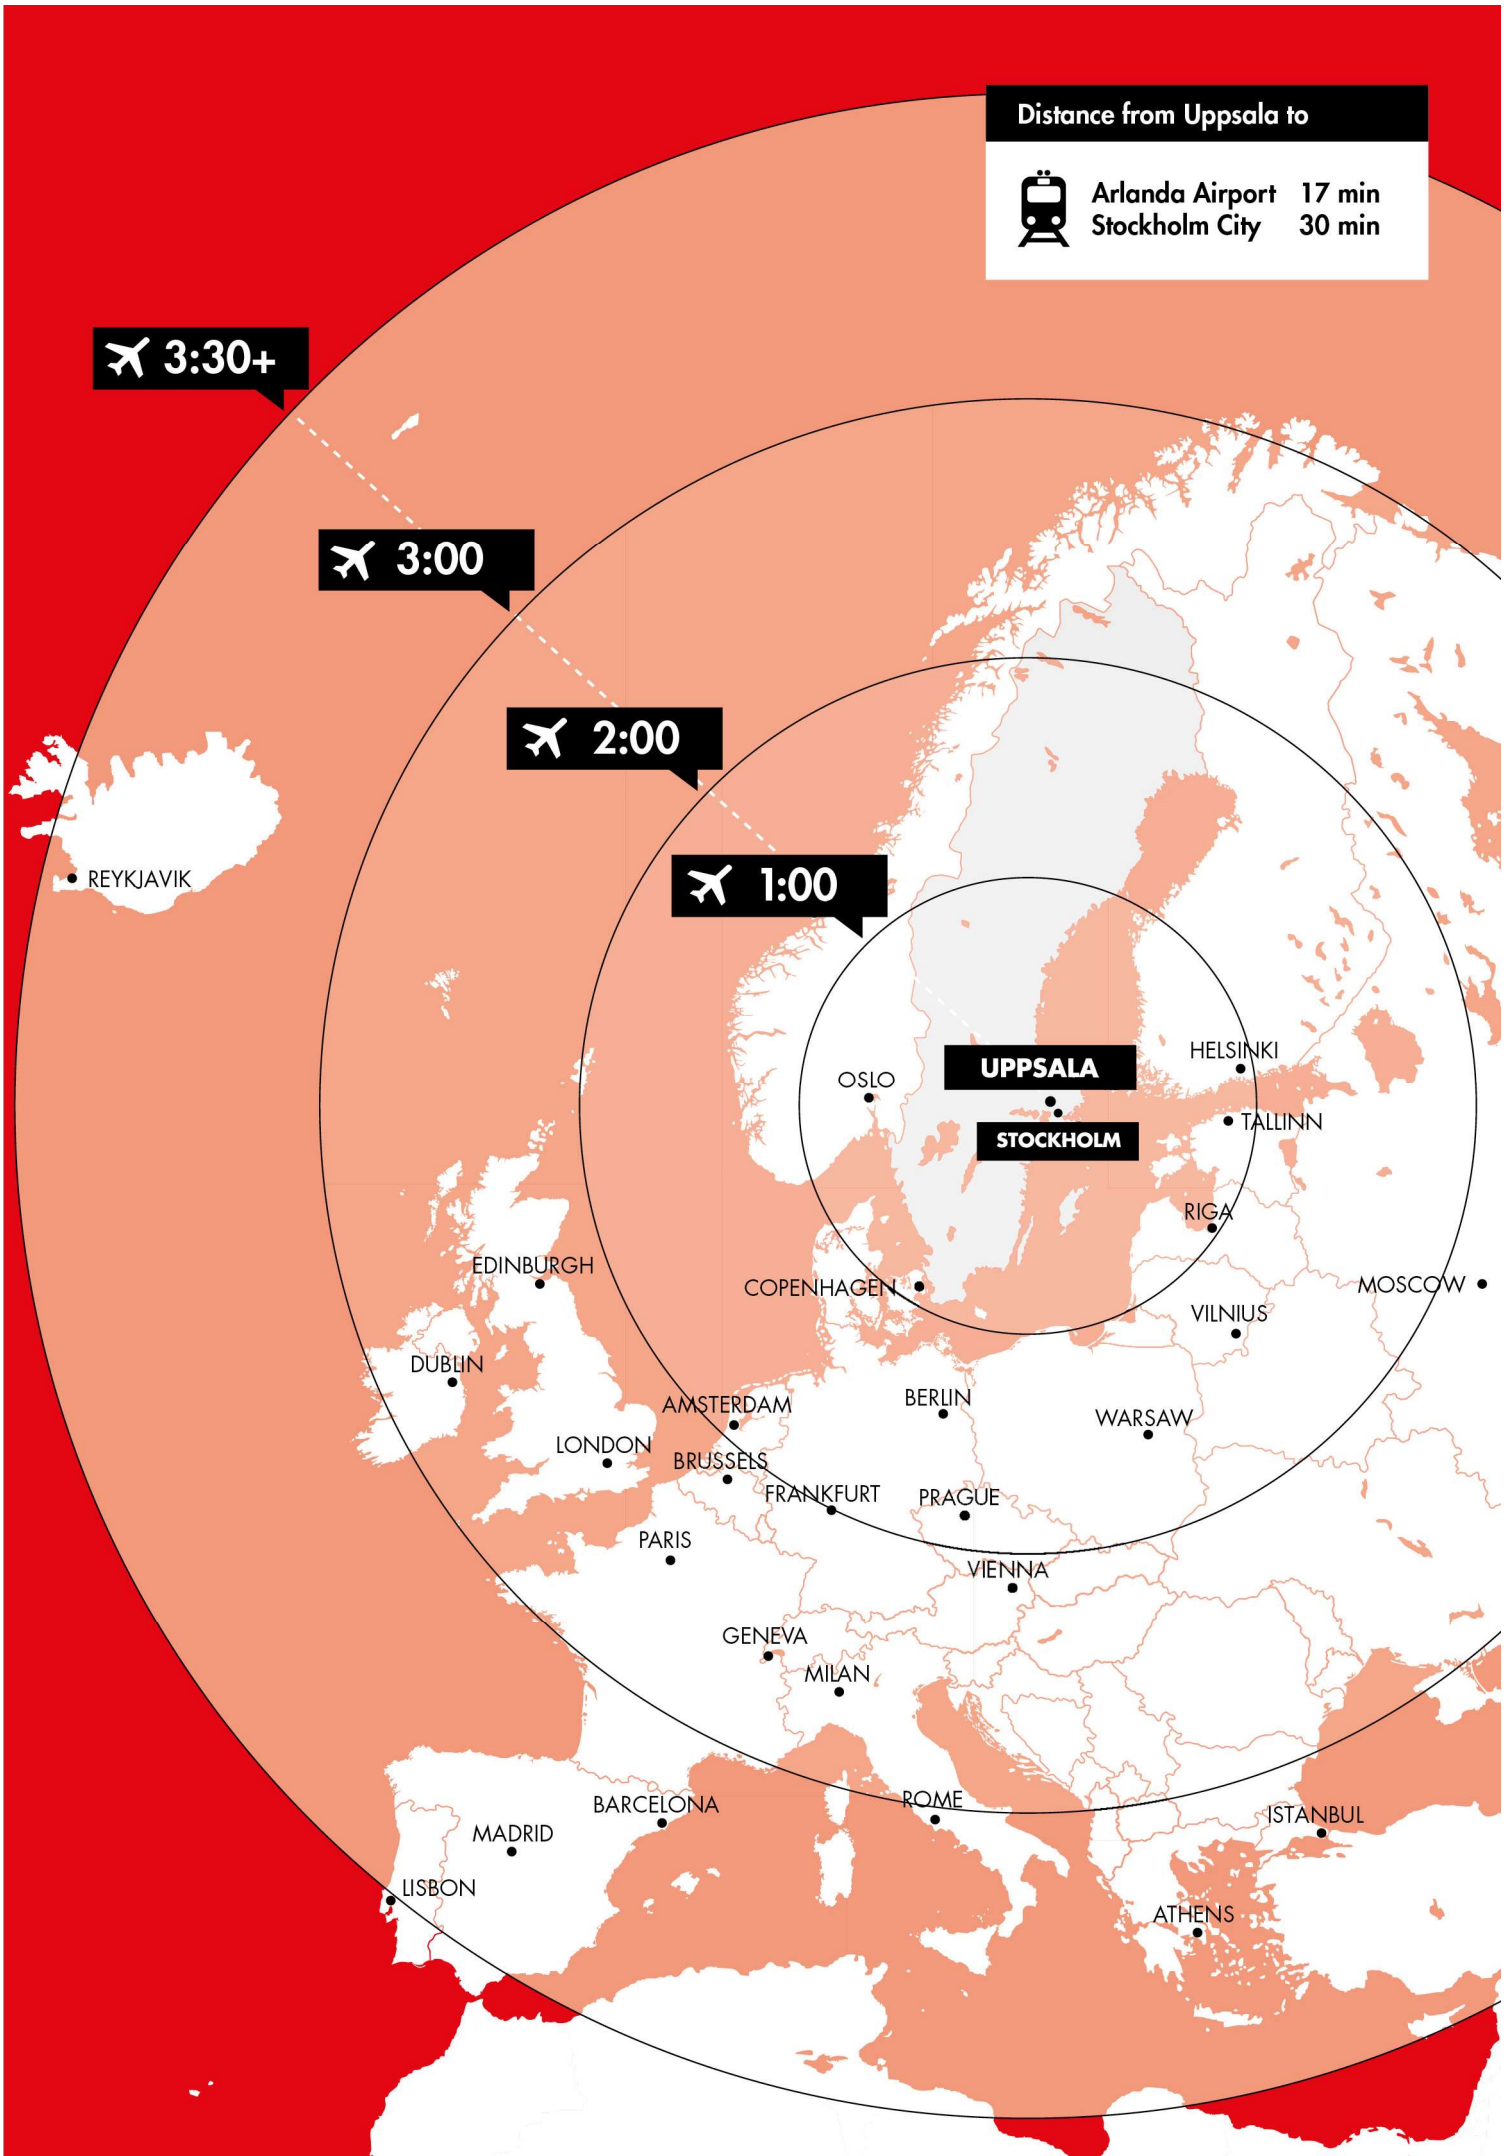 Distance from Uppsala to
Arlanda Airport 17 min
Stockholm City 30 min
3:30+
3:00
2:00
1:00
REYKJAVIK
UPPSALA
HELSINKI
OSLO
TALLINN
STOCKHOLM
RIGA
EDINBURGH
COPENHAGEN
MOSCOW
VILNIUS
DUBLIN
AMSTERDAM
BERLIN
WARSAW
LONDON
BRUSSELS
FRANKFURT
PRAGUE
PARIS
VIENNA
GENEVA
MILAN
ROME
BARCELONA
ISTANBUL
MADRID
LISBON
ATHENS